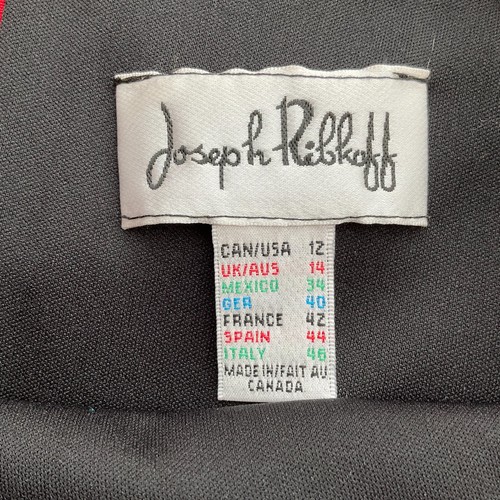 Joseph Ribkoff
CAN/USA 12
UK/AUS 14
MEXICO 34
GER 40
FRANCE 42
SPAIN 44
ITALY 46
MADE IN/FAIT AU
CANADA